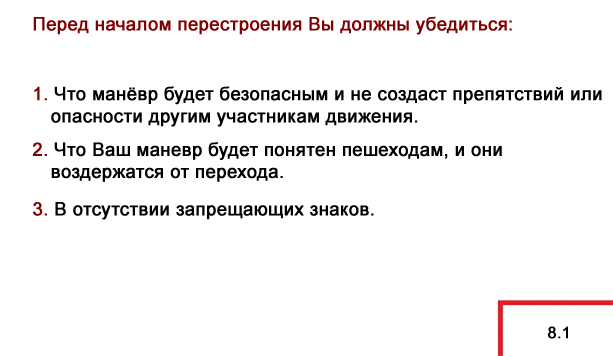 Перед началом перестроения Вы должны убедиться:
1. Что манёвр будет безопасным и не создаст препятствий или
опасности другим участникам движения.
2. Что Ваш маневр будет понятен пешеходам, и они
воздержатся от перехода.
3. В отсутствии запрещающих знаков.
8.1